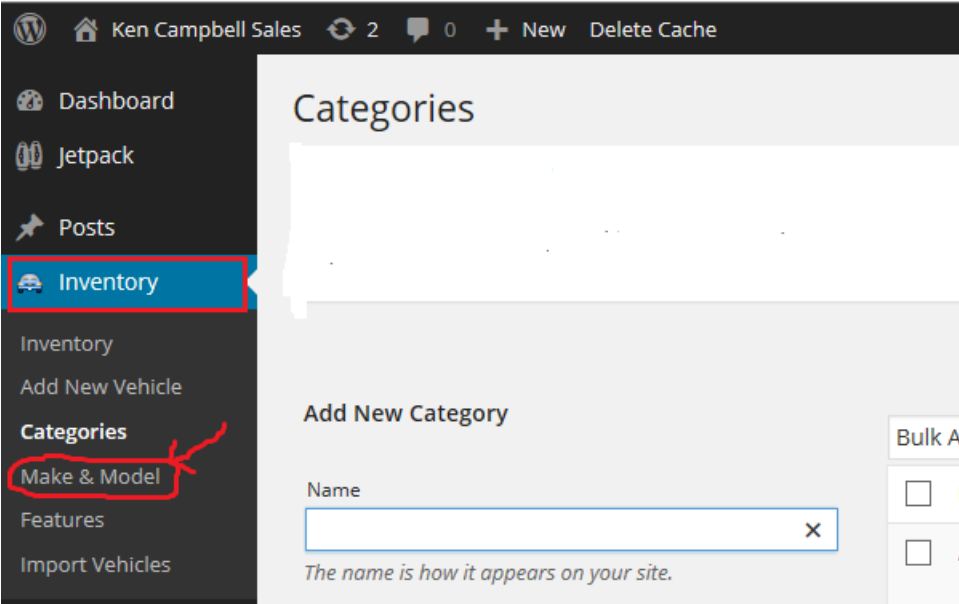 Ken Campbell Sales 2 0 + New Delete Cache
Dashboard
Jetpack
Posts
Inventory
Inventory
Add New Vehicle
Categories
Make & Model
Features
Import Vehicles
Categories
Add New Category
Name
The name is how it appears on your site.
Bulk A